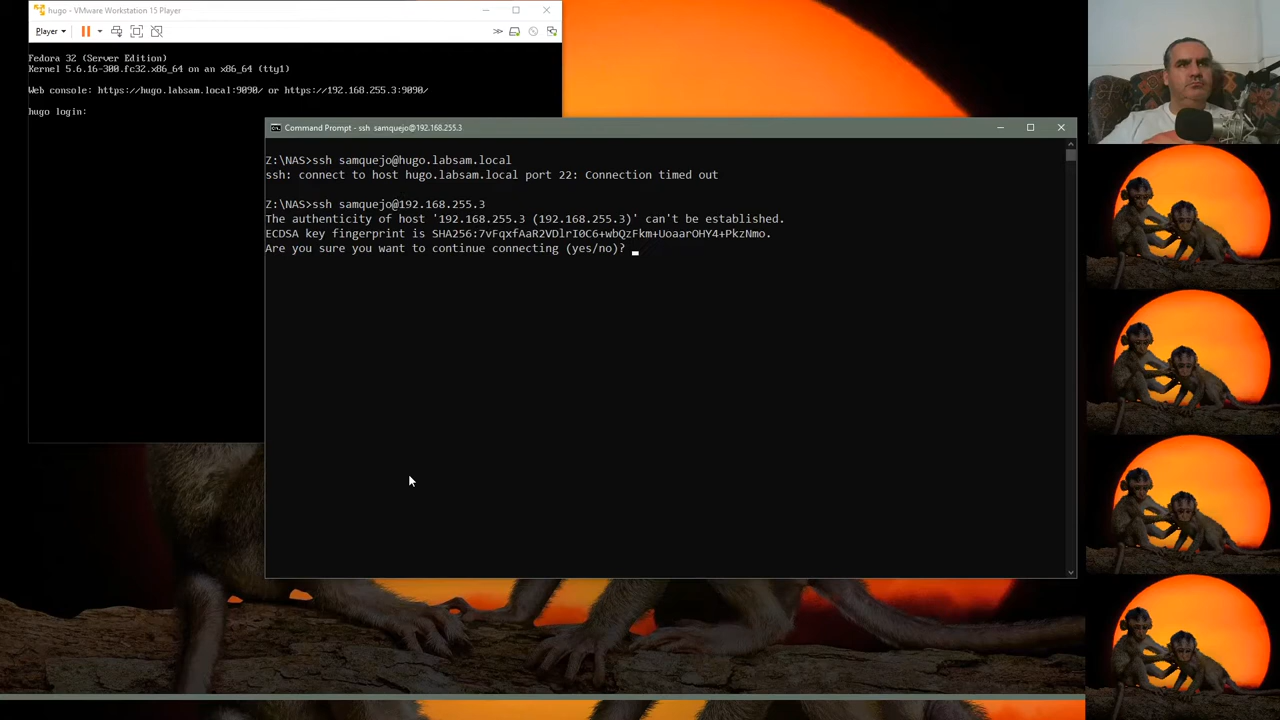 hugo - VMware Workstation 15 Player
Player
Fedora 32 (Server Edition)
Kernel 5.6.16-300.fc32.x86_64 on an x86_64 (tty1)
Web console: https://hugo.labsam.local:9090/ or https://192.168.255.3:9090/
hugo login:
Command Prompt - ssh samquejo@192.168.255.3
Z:\NAS>ssh samquejo@hugo.labsam.local
ssh: connect to host hugo.labsam.local port 22: Connection timed out
Z:\NAS>ssh samquejo@192.168.255.3
The authenticity of host '192.168.255.3 (192.168.255.3)' can't be established.
ECDSA key fingerprint is SHA256:7vFqxfAaR2VDlrI0C6+wbQzFkm+UoaarOHY4+PkzNmo.
Are you sure you want to continue connecting (yes/no)?